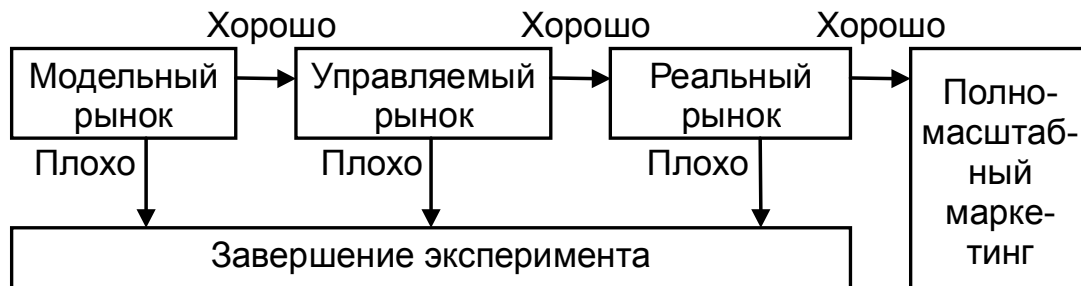 Хорошо
Хорошо
Хорошо
Модельный
рынок
Управляемый
рынок
Реальный
рынок
Полно-
масштаб-
ный
марке-
тинг
Плохо
Плохо
Плохо
Завершение эксперимента